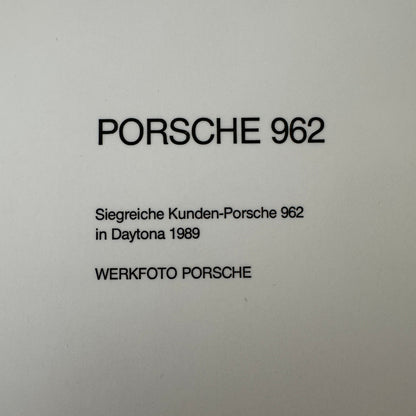 PORSCHE 962
Siegreiche Kunden-Porsche 962
in Daytona 1989
WERKFOTO PORSCHE